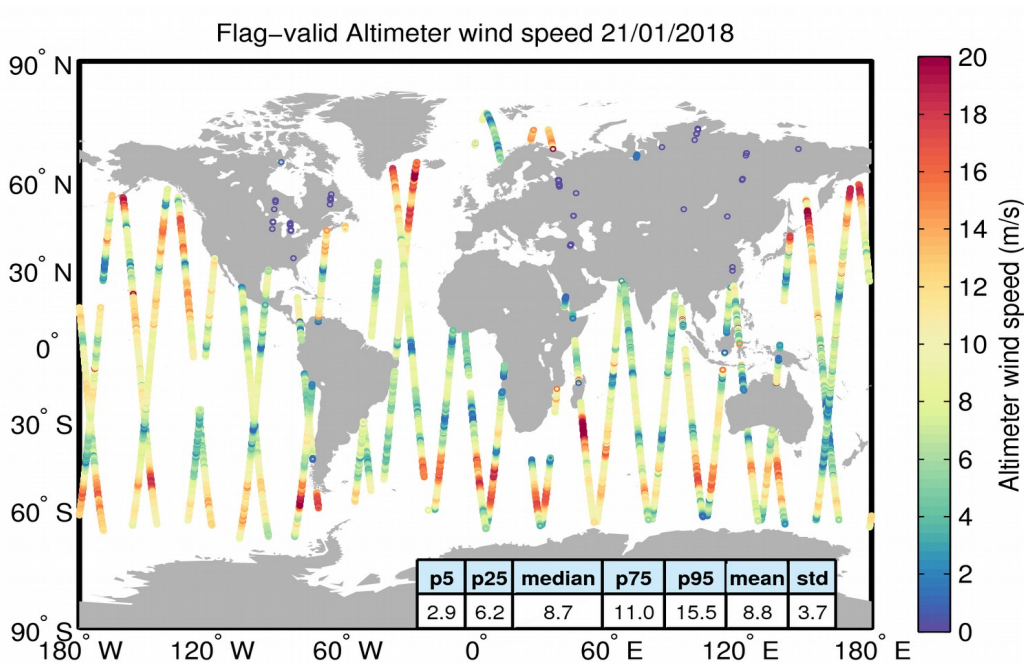 Flag−valid Altimeter wind speed 21/01/2018
90° N
60° N
30° N
0°
30° S
60° S
90° S
180° W
120° W
60° W
0°
60° E
120° E
180° E
p5 p25 median p75 p95 mean std
2.9 6.2 8.7 11.0 15.5 8.8 3.7
20
18
16
14
12
10
8
6
4
2
0
Altimeter wind speed (m/s)